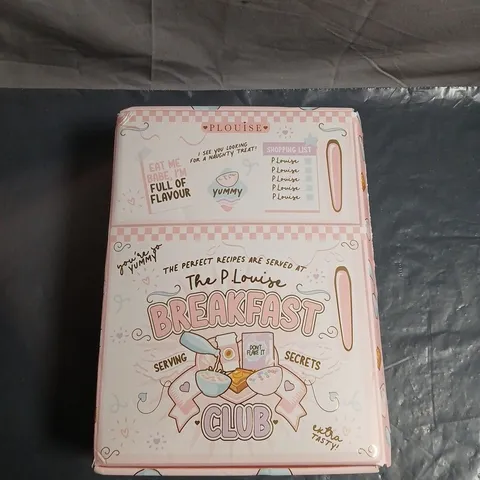 PLOUISE
I SEE YOU LOOKING
FOR A NAUGHTY TREAT!
EAT ME
BABE, I'M
FULL OF
FLAVOUR
YUMMY
SHOPPING LIST
P.Louise
P.Louise
P.Louise
P.Louise
P.Louise
you're so
YUMMY
THE PERFECT RECIPES ARE SERVED AT
The P.Louise
BREAKFAST
SERVING
DON'T
FLAKE IT
SECRETS
CLUB
extra
TASTY!